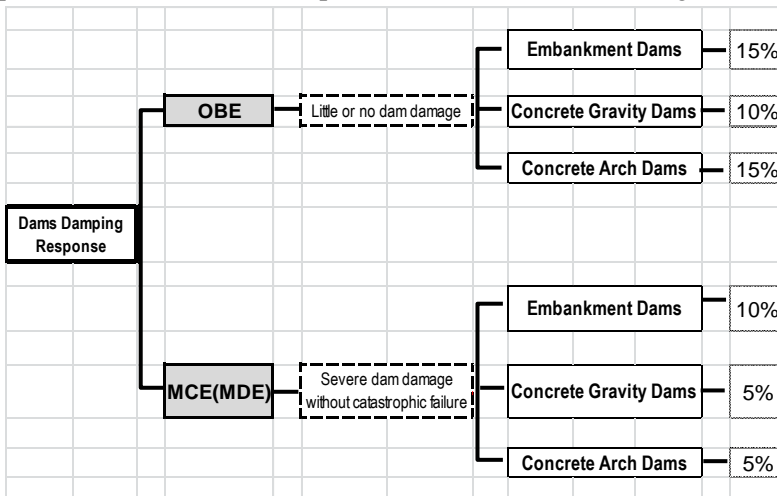 Embankment Dams
15%
OBE
Little or no dam damage
Concrete Gravity Dams
10%
Concrete Arch Dams
15%
Dams Damping
Response
Embankment Dams
10%
MCE(MDE)
Severe dam damage
without catastrophic failure
Concrete Gravity Dams
5%
Concrete Arch Dams
5%